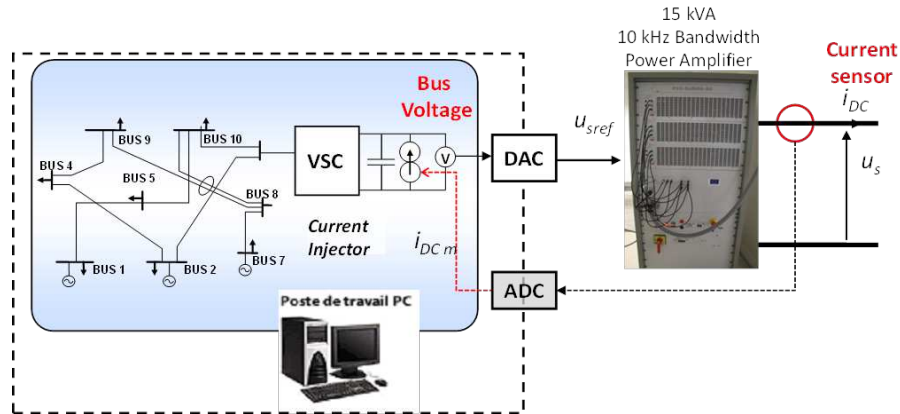 15 kVA
10 kHz Bandwidth
Power Amplifier
Current
sensor
Bus
Voltage
i_DC
u_sref
u_s
BUS 9
BUS 10
BUS 4
BUS 5
BUS 8
BUS 1
BUS 2
BUS 7
VSC
V
DAC
Current
Injector
i_DC m
ADC
Poste de travail PC